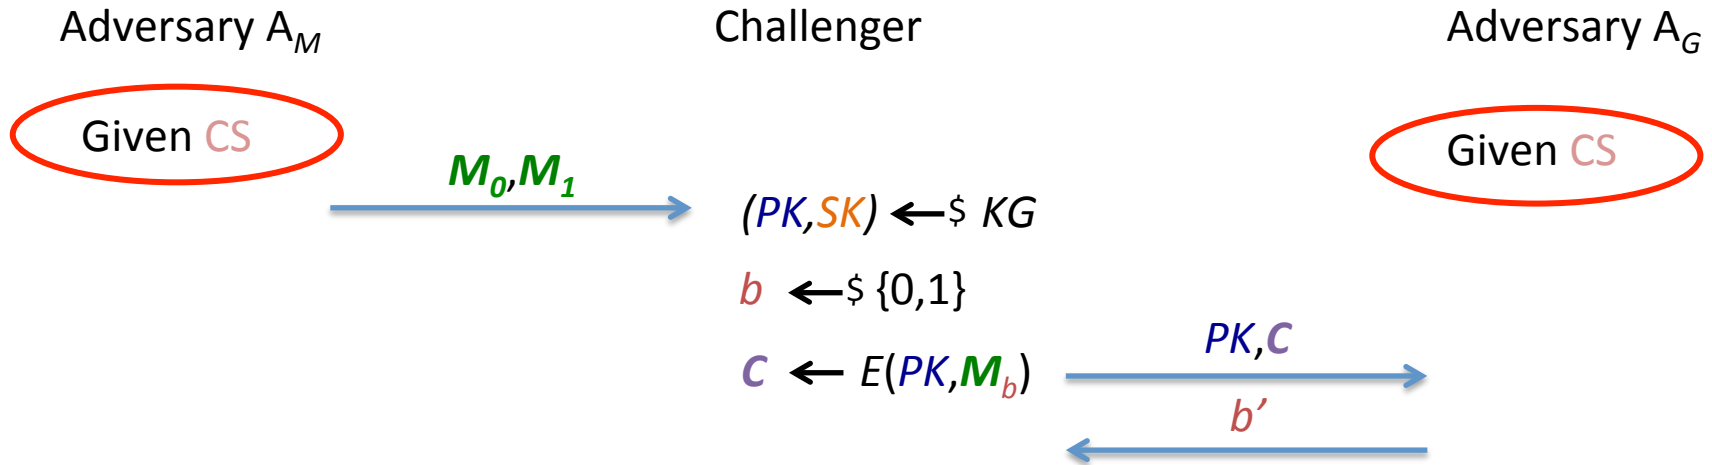 Adversary A_M Challenger Adversary A_G
Given CS Given CS
M_0,M_1
(PK,SK) ←$ KG
b ←$ {0,1}
PK,C
C ← E(PK,M_b)
b’